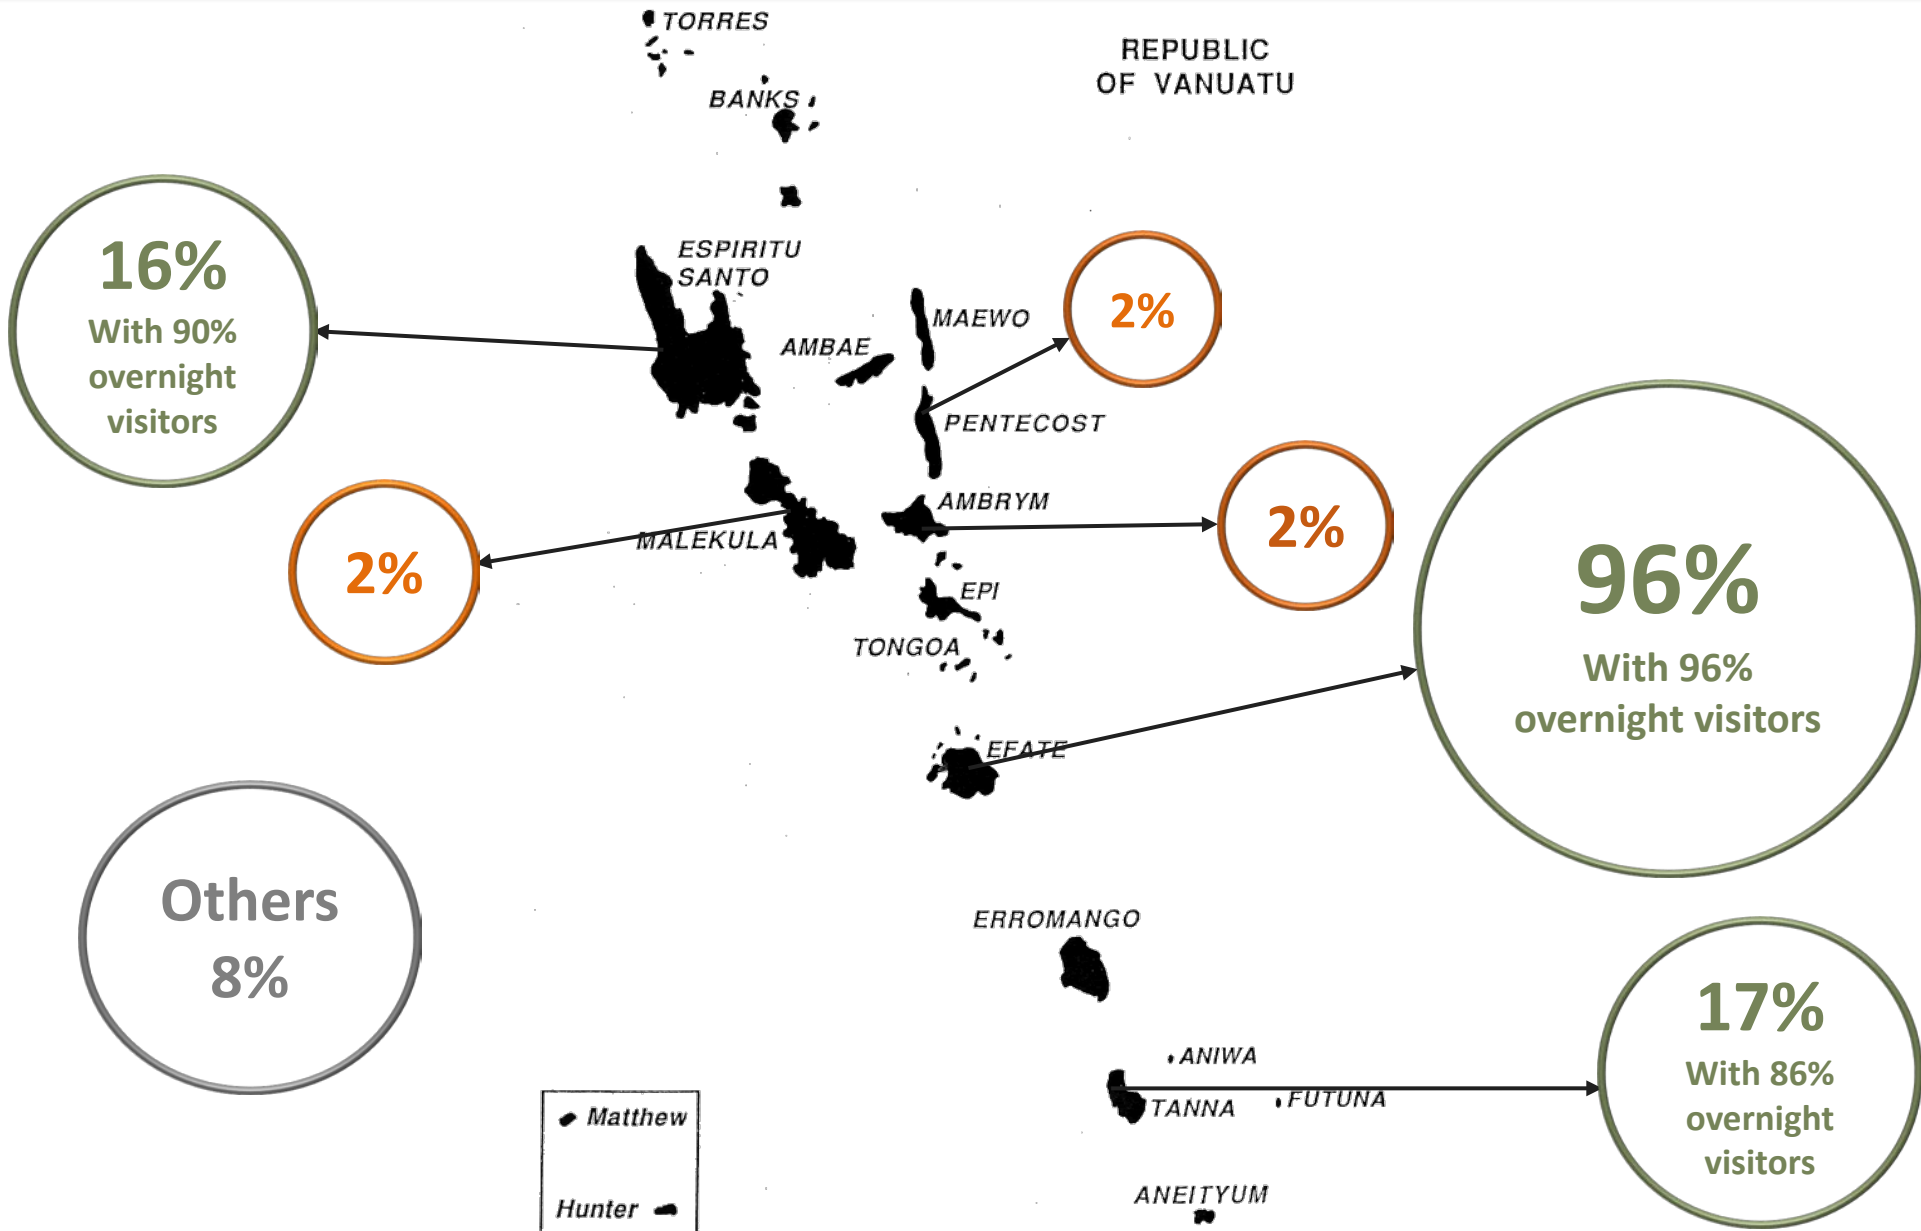 TORRES
REPUBLIC
OF VANUATU
BANKS
16%
With 90%
overnight
visitors
ESPIRITU
SANTO
MAEWO
2%
AMBAE
PENTECOST
AMBRYM
2%
MALEKULA
2%
EPI
TONGOA
96%
With 96%
overnight visitors
EFATE
Others
8%
ERROMANGO
17%
With 86%
overnight
visitors
ANIWA
TANNA
FUTUNA
Matthew
Hunter
ANEITYUM